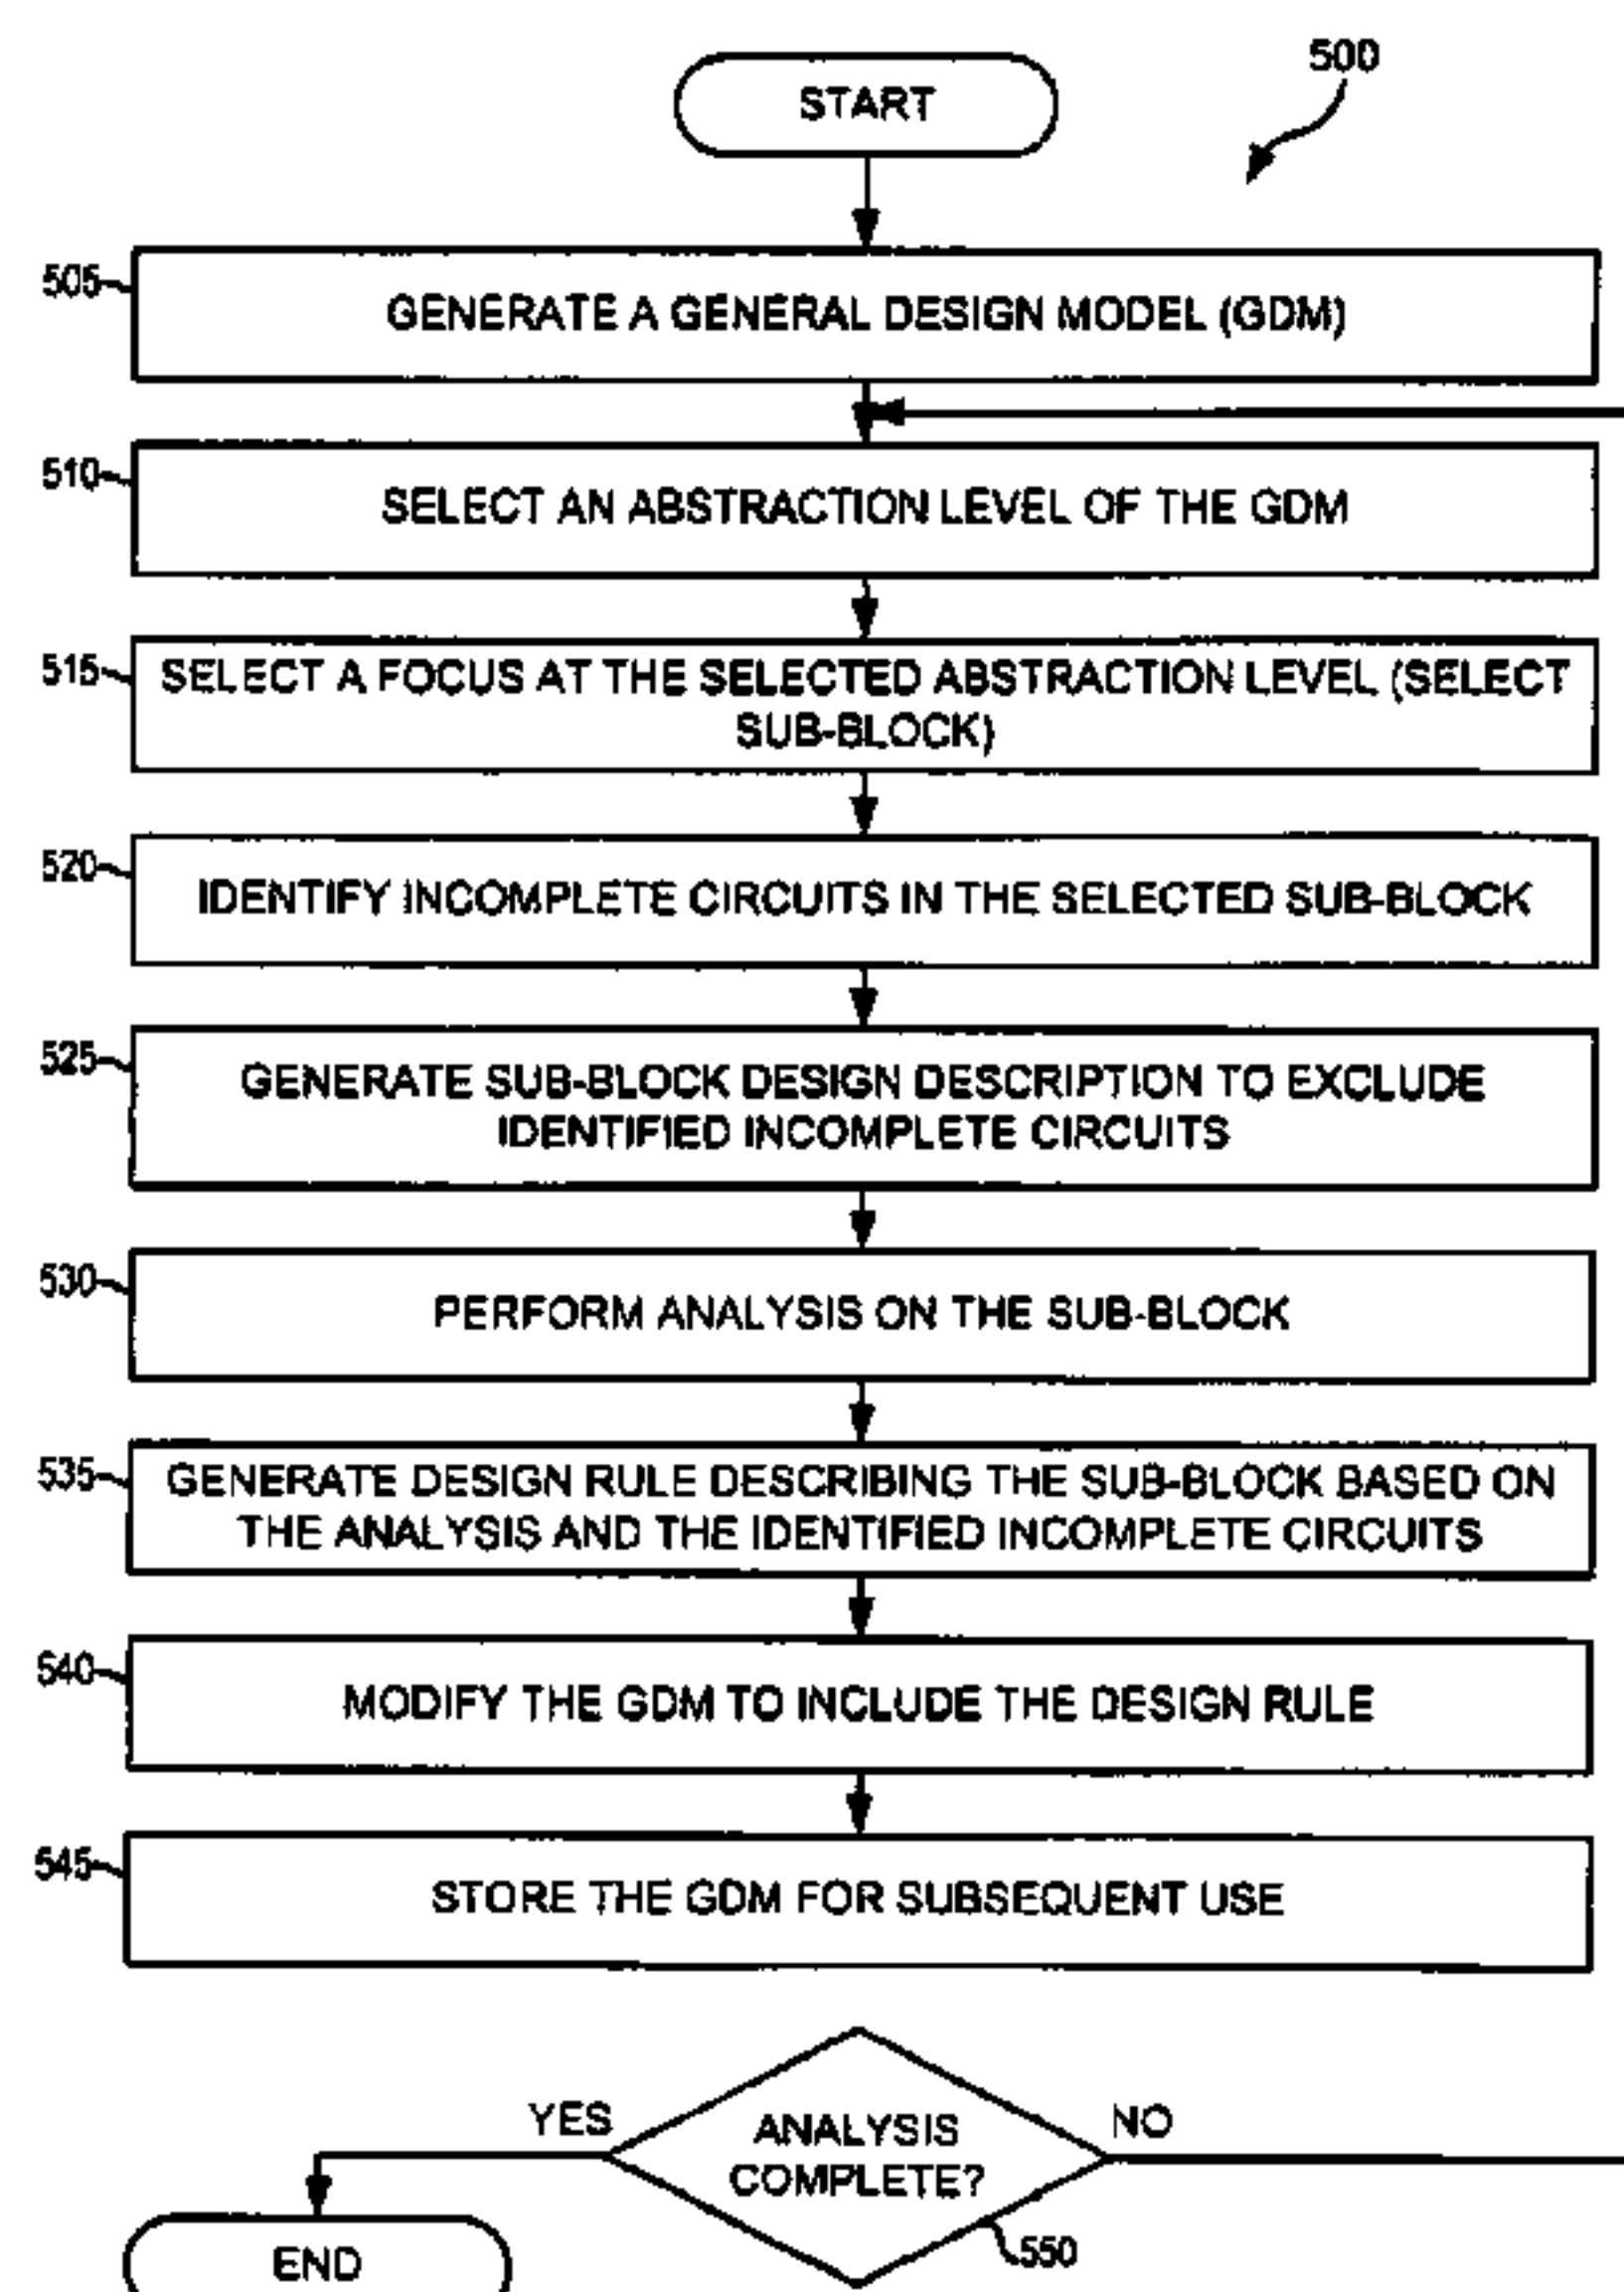 500
START
505
GENERATE A GENERAL DESIGN MODEL (GDM)
510
SELECT AN ABSTRACTION LEVEL OF THE GDM
515
SELECT A FOCUS AT THE SELECTED ABSTRACTION LEVEL (SELECT
SUB-BLOCK)
520
IDENTIFY INCOMPLETE CIRCUITS IN THE SELECTED SUB-BLOCK
525
GENERATE SUB-BLOCK DESIGN DESCRIPTION TO EXCLUDE
IDENTIFIED INCOMPLETE CIRCUITS
530
PERFORM ANALYSIS ON THE SUB-BLOCK
535
GENERATE DESIGN RULE DESCRIBING THE SUB-BLOCK BASED ON
THE ANALYSIS AND THE IDENTIFIED INCOMPLETE CIRCUITS
540
MODIFY THE GDM TO INCLUDE THE DESIGN RULE
545
STORE THE GDM FOR SUBSEQUENT USE
YES
ANALYSIS
COMPLETE?
NO
550
END